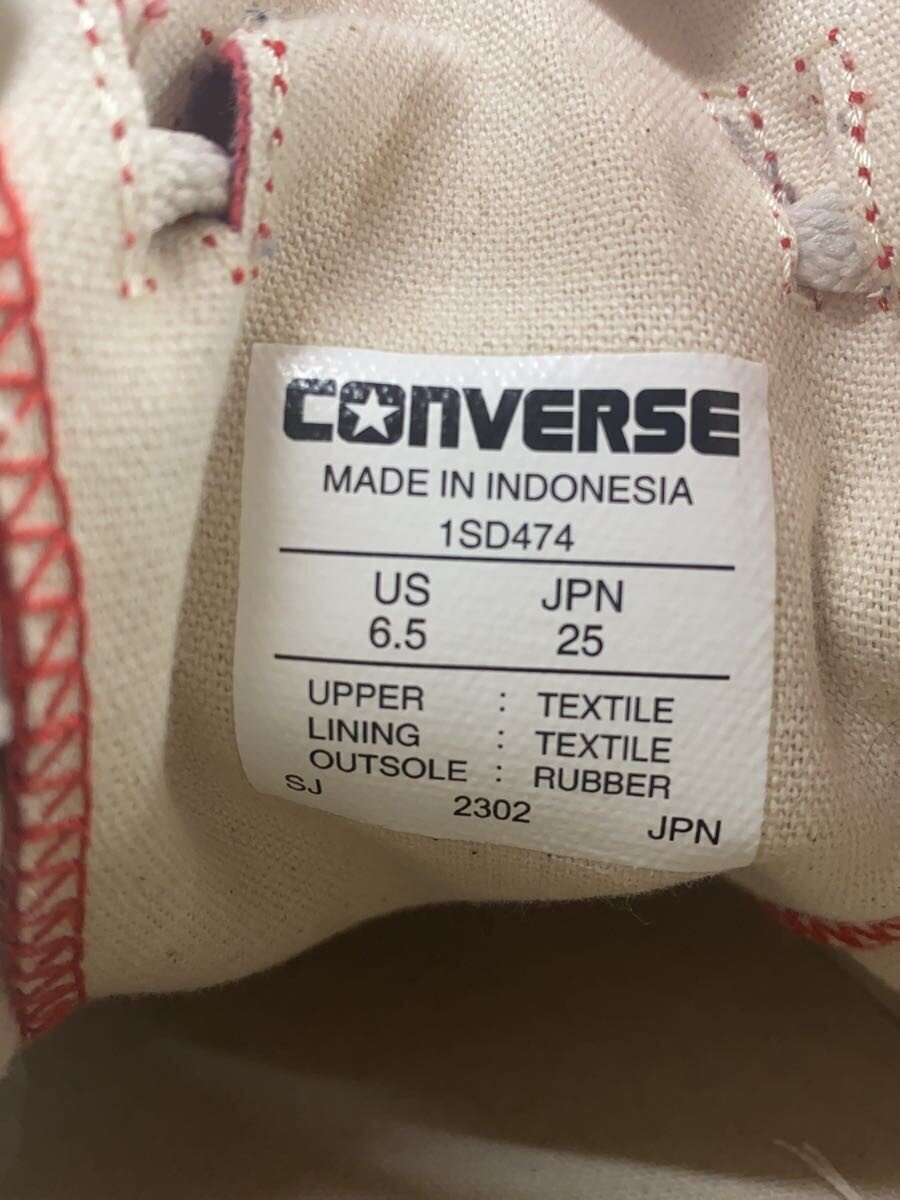 CONVERSE
MADE IN INDONESIA
1SD474
US JPN
6.5 25
UPPER : TEXTILE
LINING : TEXTILE
OUTSOLE : RUBBER
SJ 2302 JPN